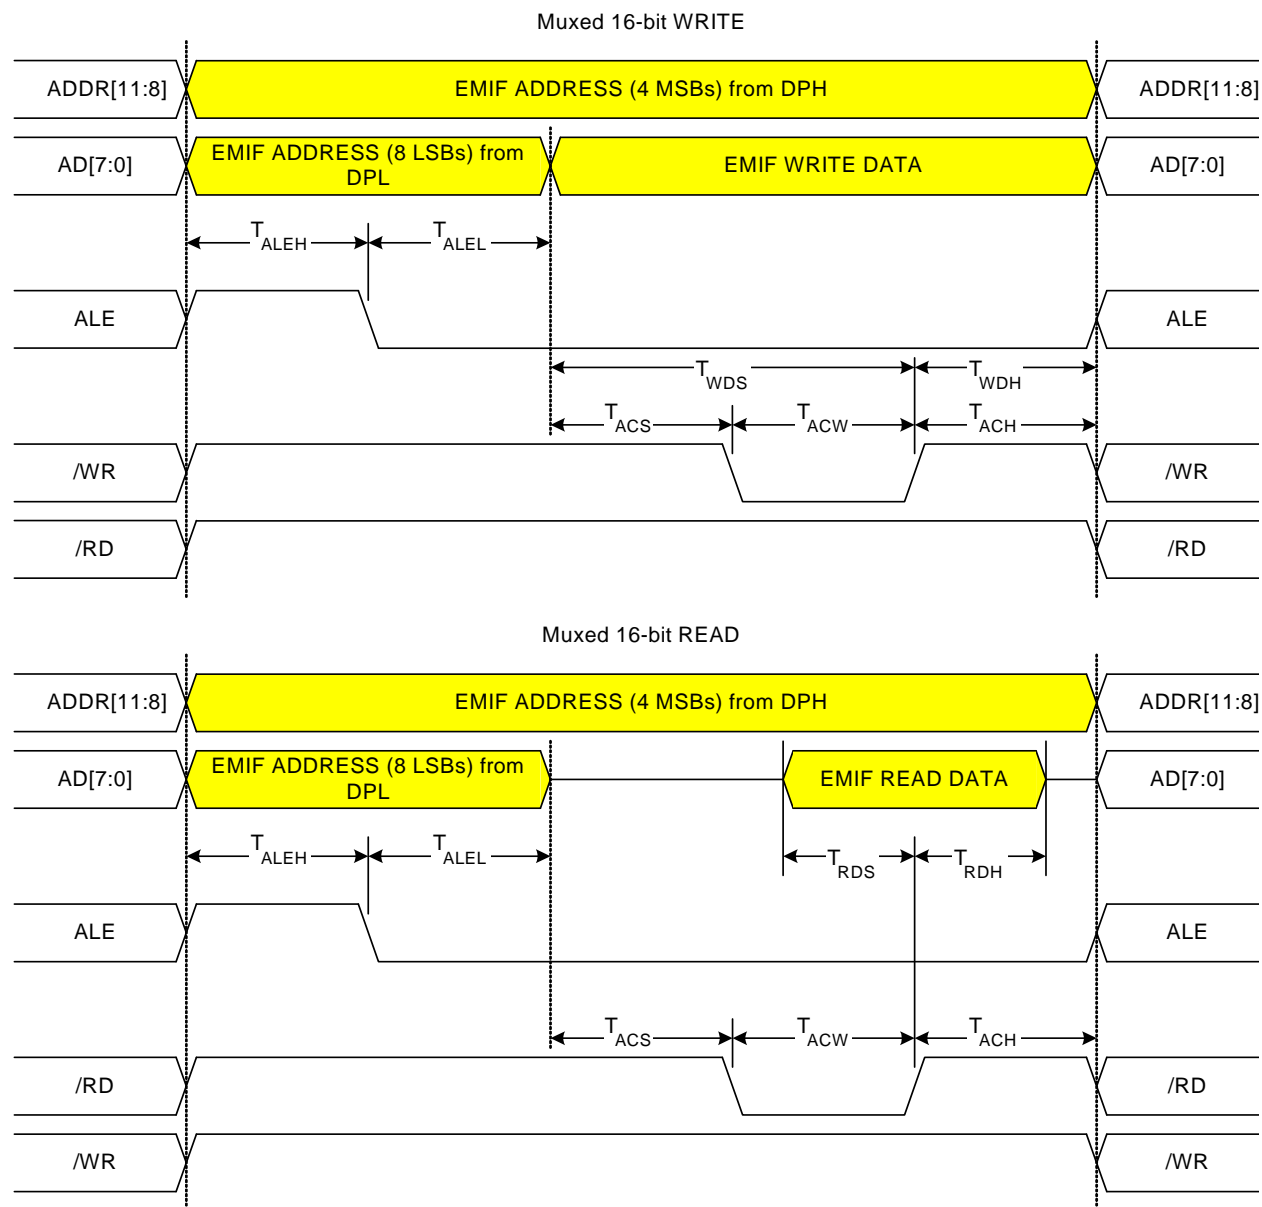 Muxed 16-bit WRITE
ADDR[11:8] EMIF ADDRESS (4 MSBs) from DPH ADDR[11:8]
AD[7:0] EMIF ADDRESS (8 LSBs) from DPL EMIF WRITE DATA AD[7:0]
TALEH TALEL
ALE ALE
TWDS TWDH
TACS TACW TACH
/WR /WR
/RD /RD
Muxed 16-bit READ
ADDR[11:8] EMIF ADDRESS (4 MSBs) from DPH ADDR[11:8]
AD[7:0] EMIF ADDRESS (8 LSBs) from DPL EMIF READ DATA AD[7:0]
TALEH TALEL TRDS TRDH
ALE ALE
TACS TACW TACH
/RD /RD
/WR /WR